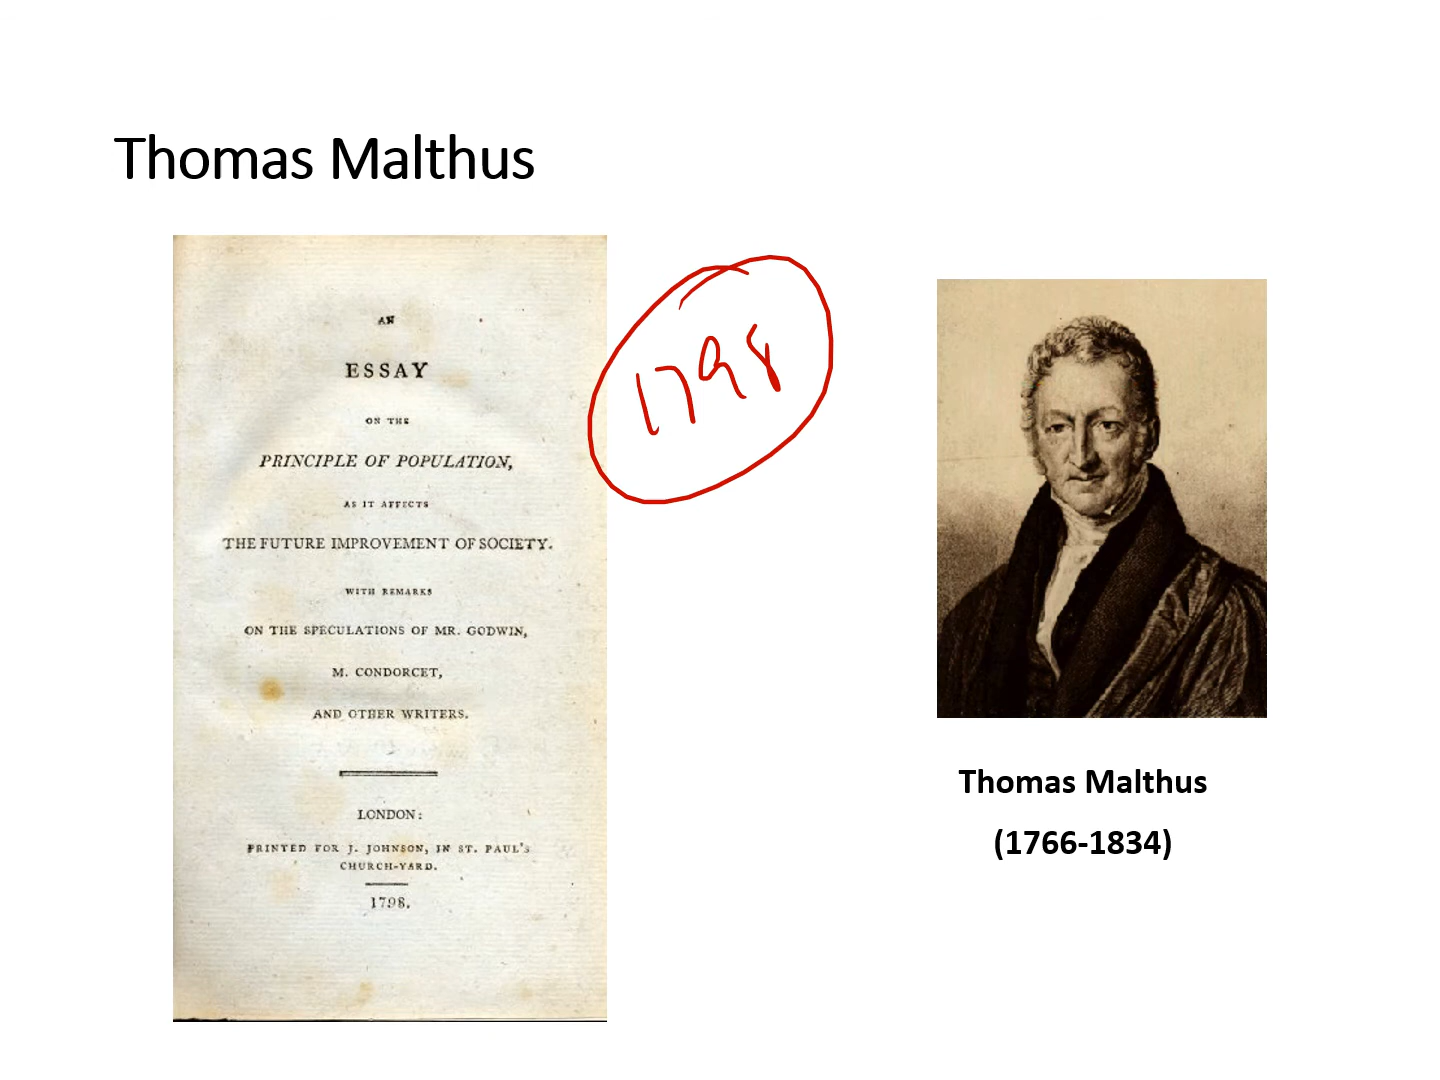 Thomas Malthus
AN
ESSAY
ON THE
PRINCIPLE OF POPULATION,
AS IT AFFECTS
THE FUTURE IMPROVEMENT OF SOCIETY.
WITH REMARKS
ON THE SPECULATIONS OF MR. GODWIN,
M. CONDORCET,
AND OTHER WRITERS.
LONDON:
PRINTED FOR J. JOHNSON, IN ST. PAUL'S
CHURCH-YARD.
1798.
1798
Thomas Malthus
(1766-1834)